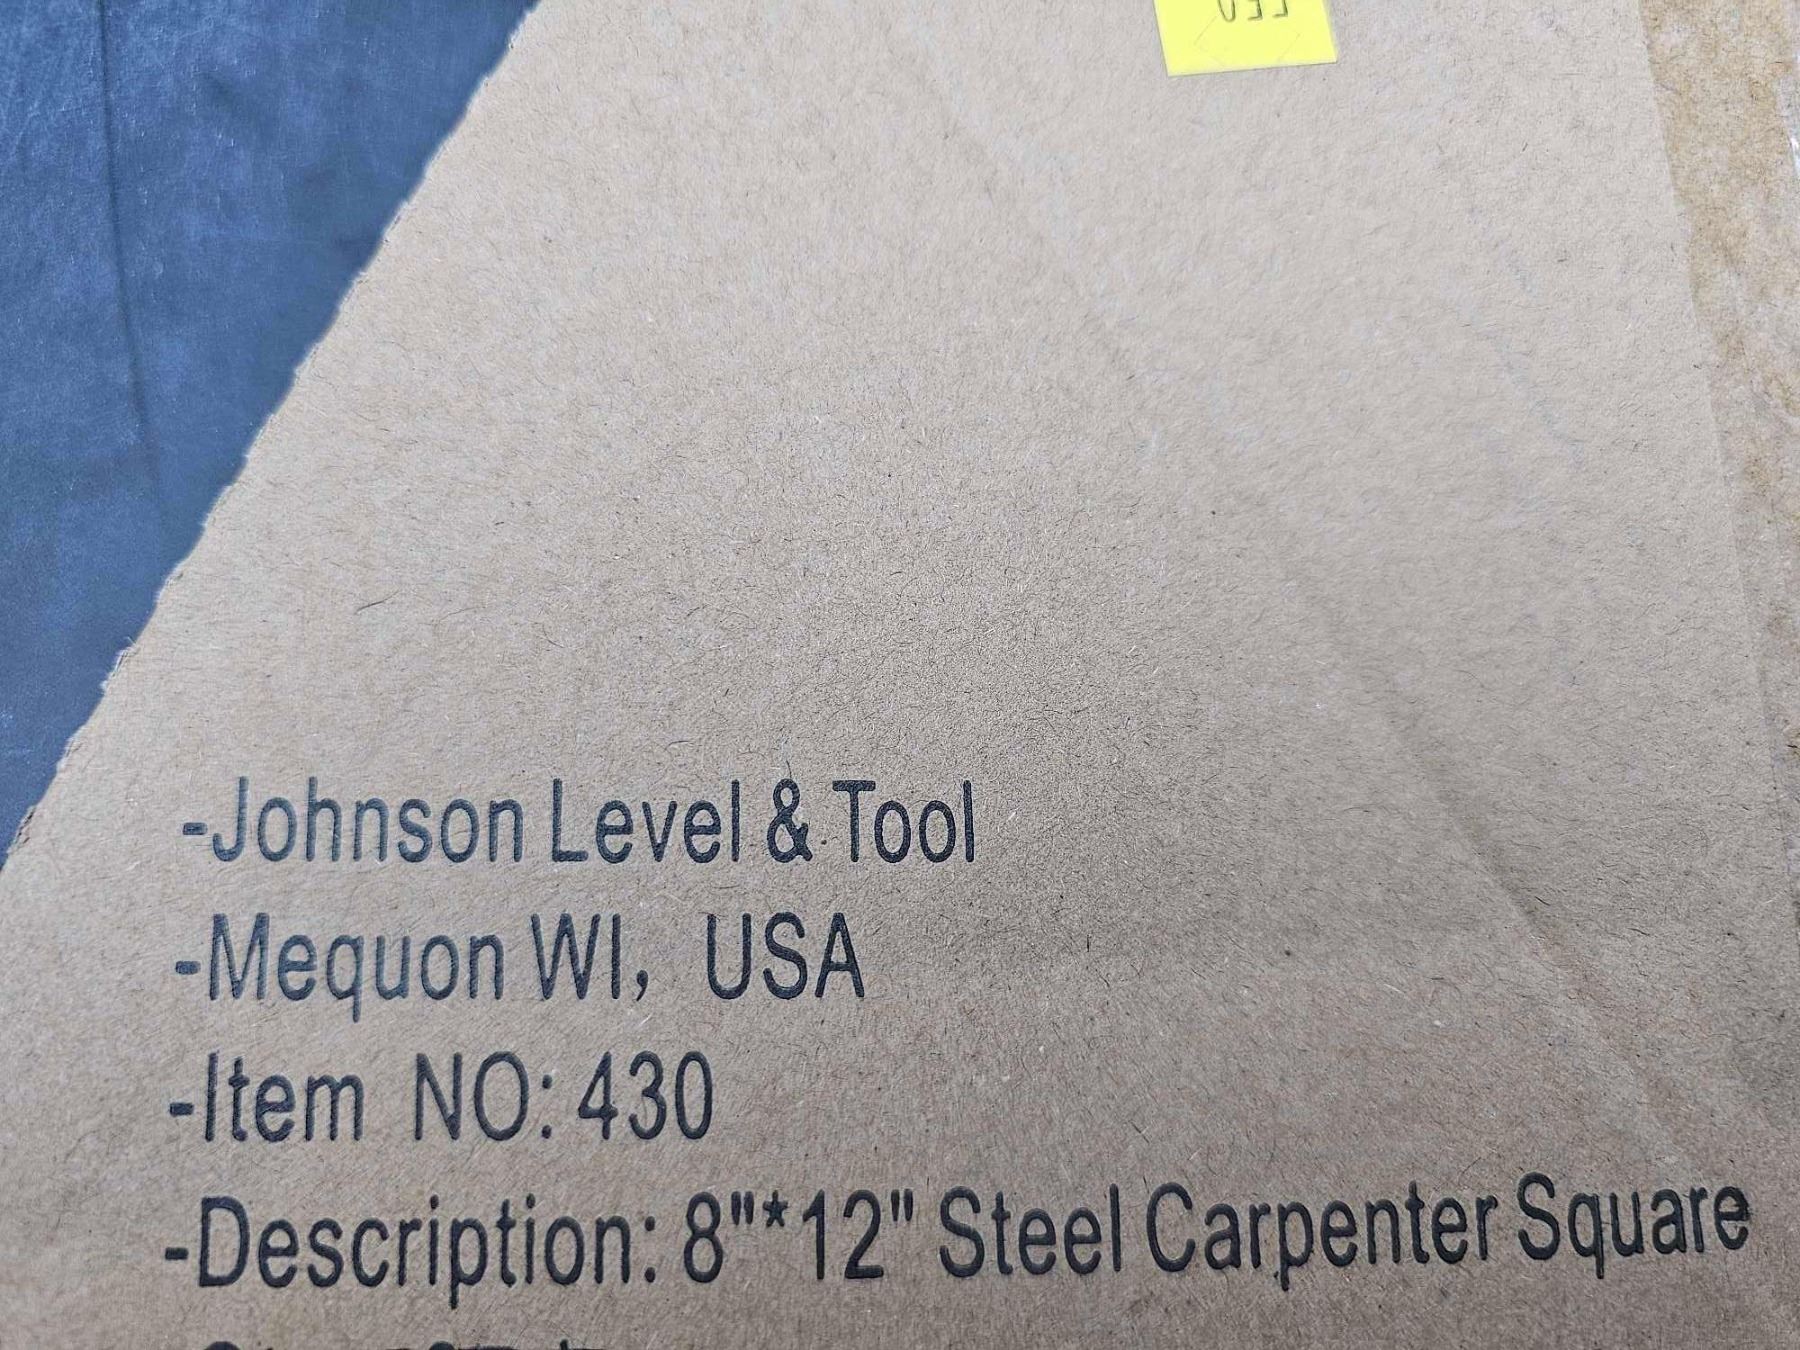 -Johnson Level & Tool
-Mequon WI, USA
-Item NO: 430
-Description: 8"*12" Steel Carpenter Square